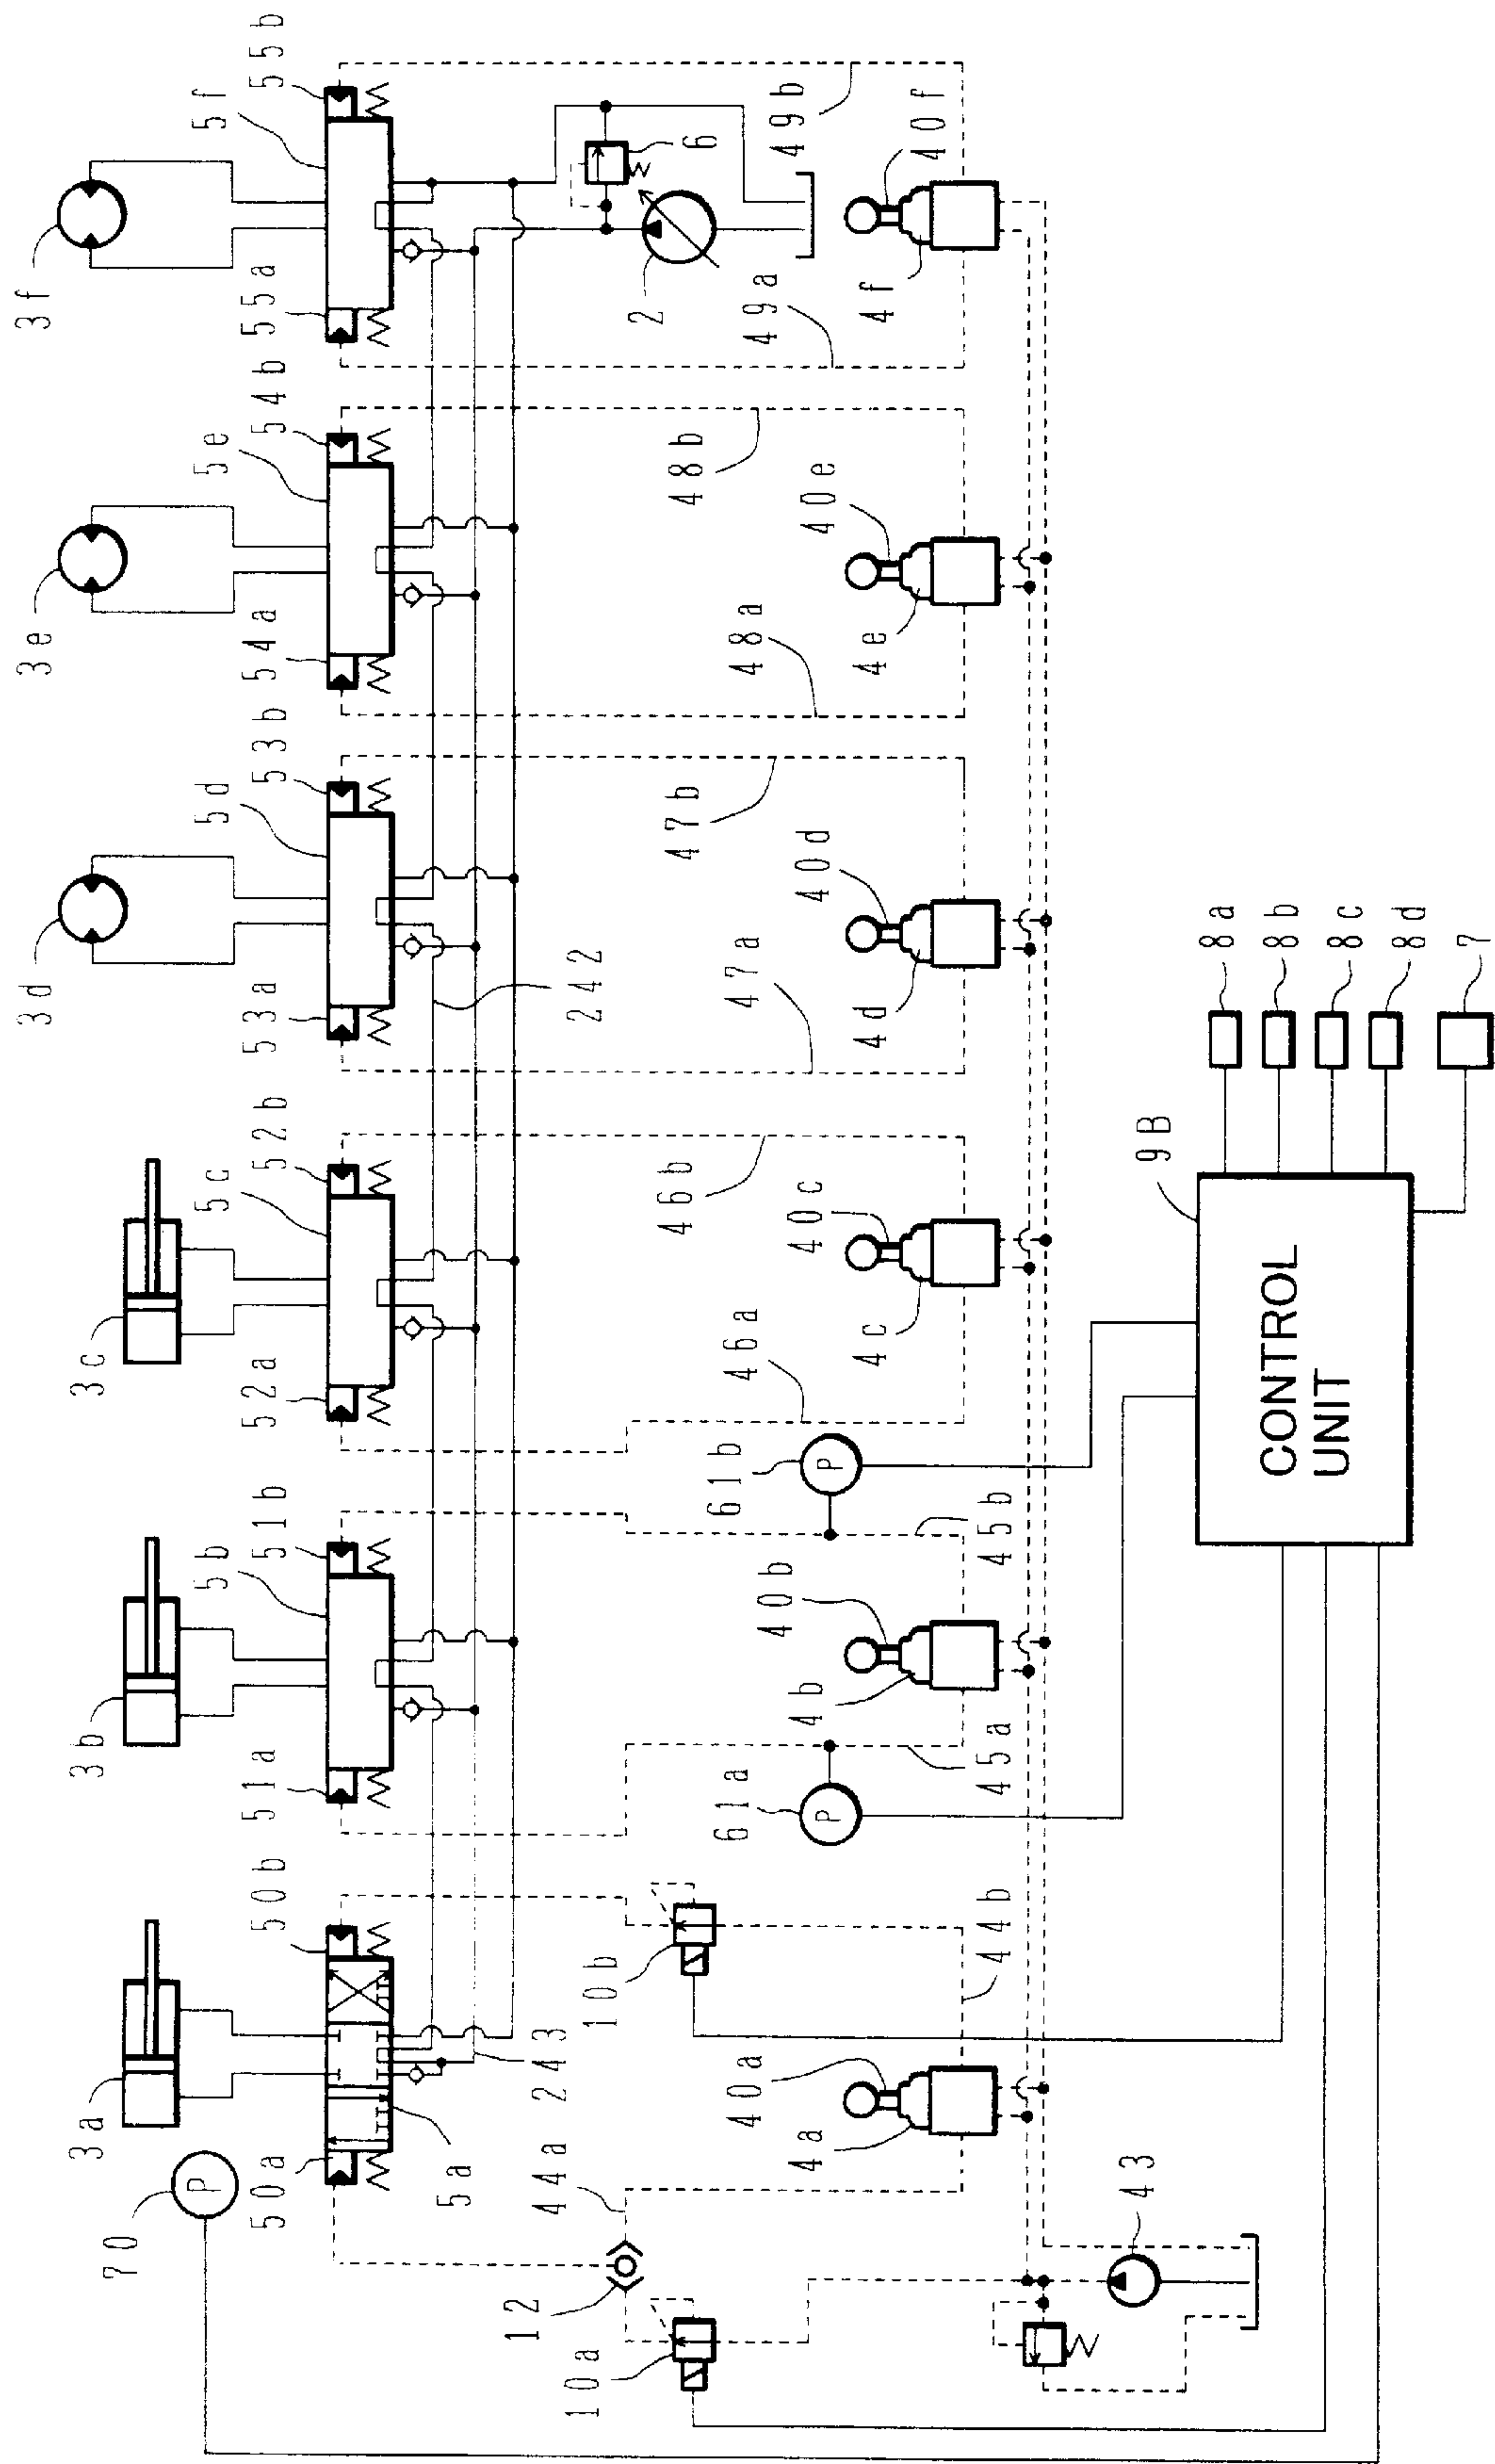 3a
3b
3c
3d
3e
3f
70
50a
50b
51a
5b
51b
52a
5c
52b
53a
5d
53b
54a
5e
54b
55a
5f
55b
5a
243
242
2
6
44a
12
10a
10b
61a
P
61b
P
P
46a
46b
47a
47b
48a
48b
49a
49b
4a
40a
44b
4b
40b
45a
45b
4c
40c
4d
40d
4e
40e
4f
40f
43
9B
CONTROL
UNIT
8a
8b
8c
8d
7